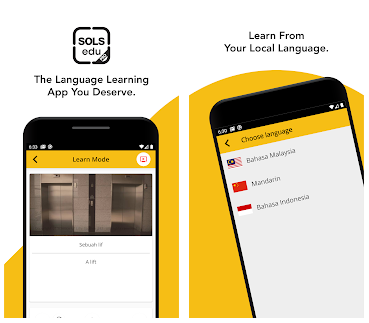 SOLS
edu
The Language Learning
App You Deserve.
6:33
Learn Mode
Sebuah lif
A lift
Learn From
Your Local Language.
Choose language
Bahasa Malaysia
Mandarin
Bahasa Indonesia